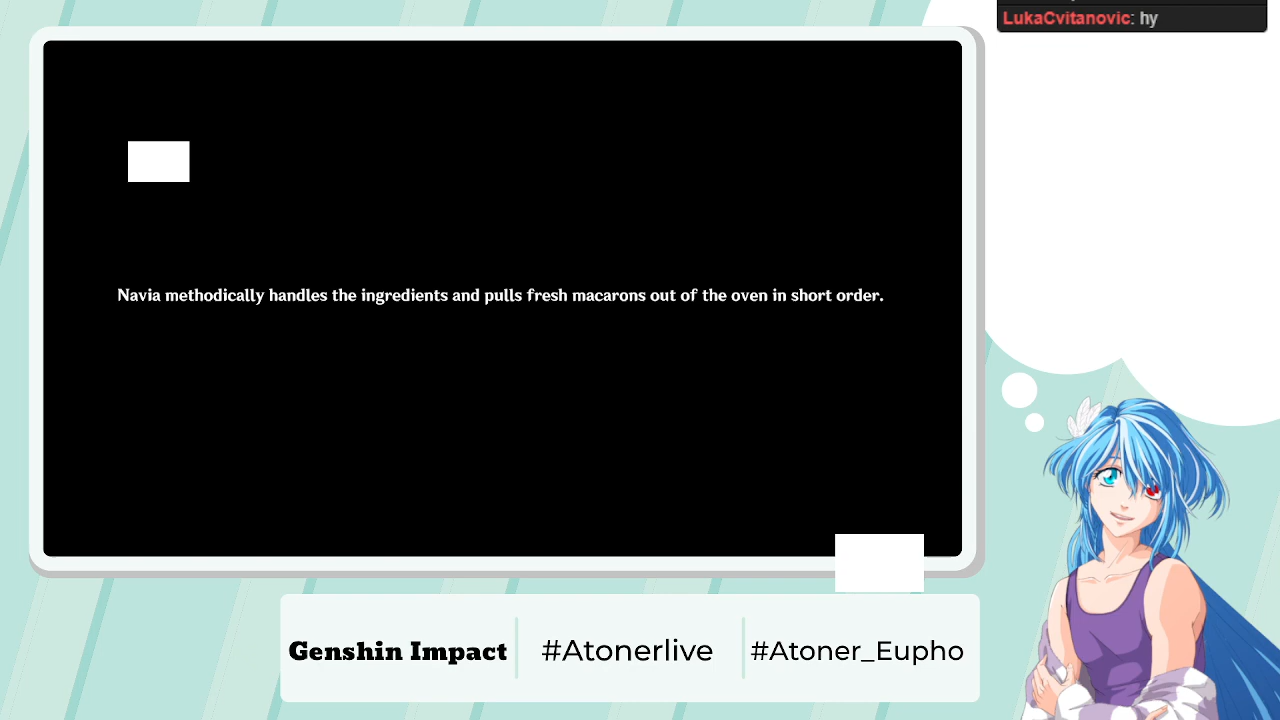 LukaCvitanovic: hy
Navia methodically handles the ingredients and pulls fresh macarons out of the oven in short order.
Genshin Impact
#Atonerlive
#Atoner_Eupho